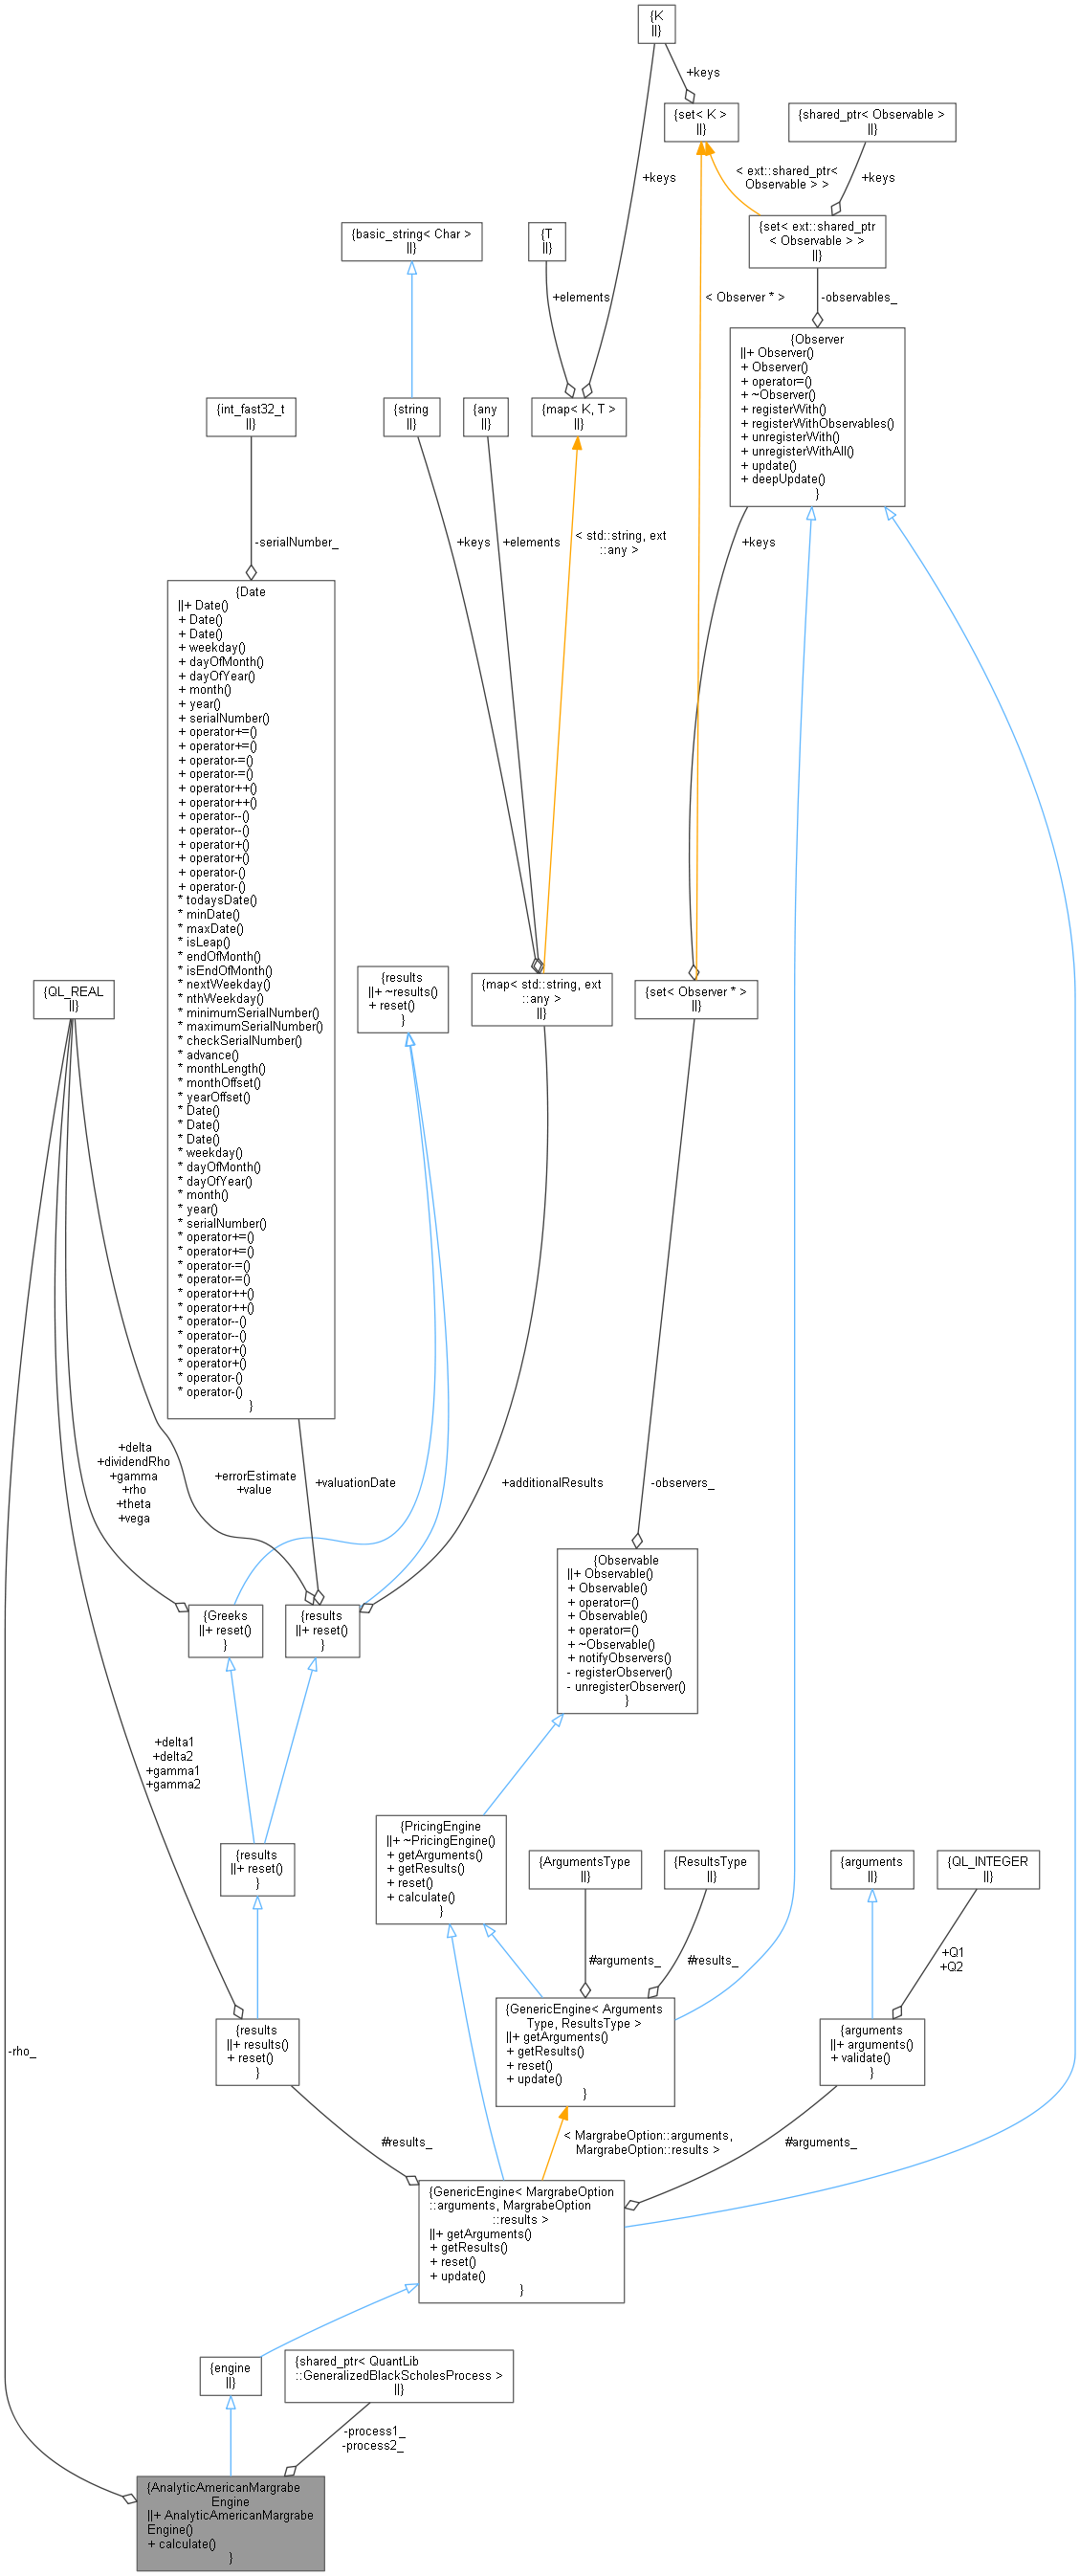 {K
||}
+keys
{set< K >
||}
{shared_ptr< Observable >
||}
+keys
< ext::shared_ptr<
Observable > >
+keys
{set< ext::shared_ptr
< Observable > >
||}
{basic_string< Char >
||}
{T
||}
+elements
< Observer * >
-observables_
{Observer
||+ Observer()
+ Observer()
+ operator=()
+ ~Observer()
+ registerWith()
+ registerWithObservables()
+ unregisterWith()
+ unregisterWithAll()
+ update()
+ deepUpdate()
}
{int_fast32_t
||}
{string
||}
{any
||}
{map< K, T >
||}
-serialNumber_
+keys
+elements
< std::string, ext
::any >
+keys
{Date
||+ Date()
+ Date()
+ Date()
+ weekday()
+ dayOfMonth()
+ dayOfYear()
+ month()
+ year()
+ serialNumber()
+ operator+=()
+ operator+=()
+ operator-=()
+ operator-=()
+ operator++()
+ operator++()
+ operator--()
+ operator--()
+ operator+()
+ operator+()
+ operator-()
+ operator-()
* todaysDate()
* minDate()
* maxDate()
* isLeap()
* endOfMonth()
* isEndOfMonth()
* nextWeekday()
* nthWeekday()
* minimumSerialNumber()
* maximumSerialNumber()
* checkSerialNumber()
* advance()
* monthLength()
* monthOffset()
* yearOffset()
* Date()
* Date()
* Date()
* weekday()
* dayOfMonth()
* dayOfYear()
* month()
* year()
* serialNumber()
* operator+=()
* operator+=()
* operator-=()
* operator-=()
* operator++()
* operator++()
* operator--()
* operator--()
* operator+()
* operator+()
* operator-()
* operator-()
}
{QL_REAL
||}
{results
||+ ~results()
+ reset()
}
{map< std::string, ext
::any >
||}
{set< Observer * >
||}
+delta
+dividendRho
+gamma
+rho
+theta
+vega
+errorEstimate
+value
+valuationDate
+additionalResults
-observers_
{Observable
||+ Observable()
+ Observable()
+ operator=()
+ Observable()
+ operator=()
+ ~Observable()
+ notifyObservers()
- registerObserver()
- unregisterObserver()
}
{Greeks
||+ reset()
}
{results
||+ reset()
}
+delta1
+delta2
+gamma1
+gamma2
{PricingEngine
||+ ~PricingEngine()
+ getArguments()
+ getResults()
+ reset()
+ calculate()
}
{results
||+ reset()
}
{ArgumentsType
||}
{ResultsType
||}
{arguments
||}
{QL_INTEGER
||}
#arguments_
#results_
+Q1
+Q2
{GenericEngine< Arguments
Type, ResultsType >
||+ getArguments()
+ getResults()
+ reset()
+ update()
}
{results
||+ results()
+ reset()
}
{arguments
||+ arguments()
+ validate()
}
-rho_
#results_
< MargrabeOption::arguments,
MargrabeOption::results >
#arguments_
{GenericEngine< MargrabeOption
::arguments, MargrabeOption
::results >
||+ getArguments()
+ getResults()
+ reset()
+ update()
}
{engine
||}
{shared_ptr< QuantLib
::GeneralizedBlackScholesProcess >
||}
-process1_
-process2_
{AnalyticAmericanMargrabe
Engine
||+ AnalyticAmericanMargrabe
Engine()
+ calculate()
}